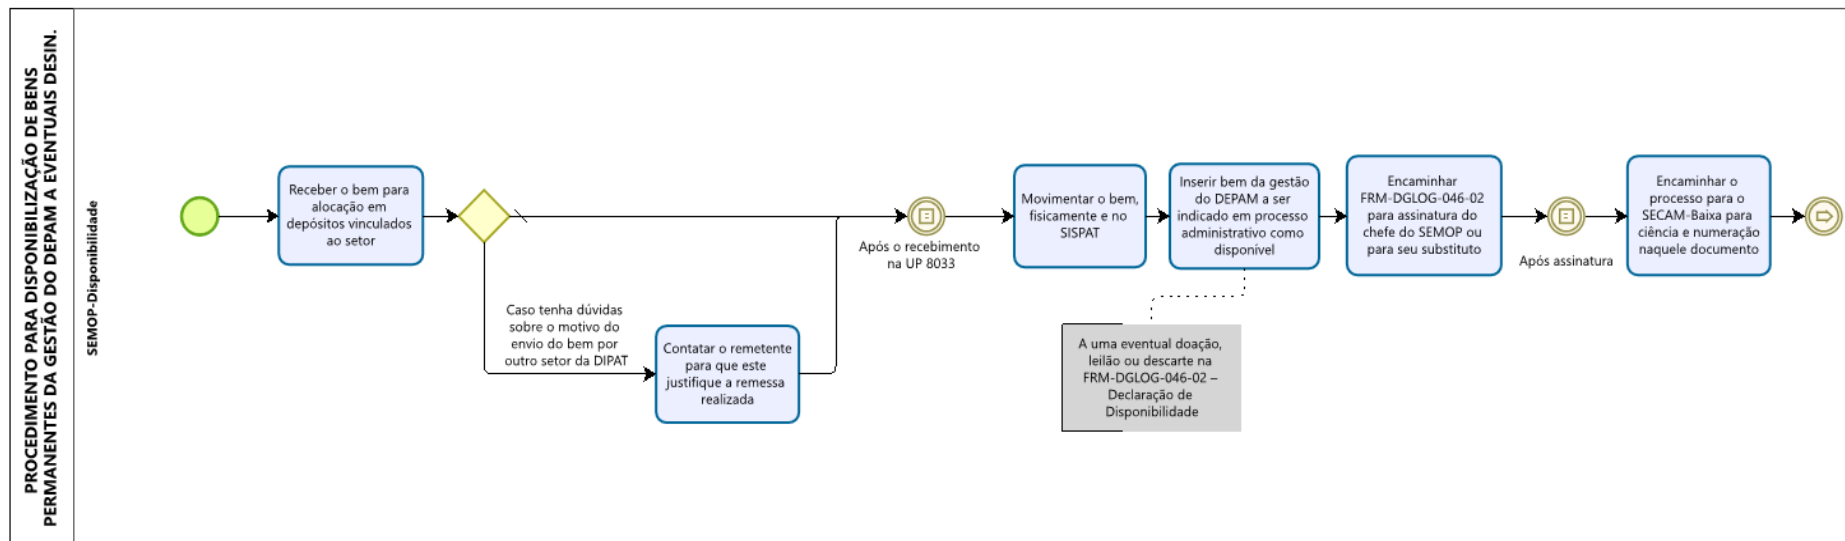 PROCEDIMENTO PARA DISPONIBILIZAÇÃO DE BENS
PERMANENTES DA GESTÃO DO DEPAM A EVENTUAIS DESIN.
SEMOP-Disponibilidade
Receber o bem para
alocação em
depósitos vinculados
ao setor
Caso tenha dúvidas
sobre o motivo do
envio do bem por
outro setor da DIPAT
Contatar o remetente
para que este
justifique a remessa
realizada
Após o recebimento
na UP 8033
Movimentar o bem,
fisicamente e no
SISPAT
Inserir bem da gestão
do DEPAM a ser
indicado em processo
administrativo como
disponível
A uma eventual doação,
leilão ou descarte na
FRM-DGLOG-046-02 –
Declaração de
Disponibilidade
Encaminhar
FRM-DGLOG-046-02
para assinatura do
chefe do SEMOP ou
para seu substituto
Após assinatura
Encaminhar o
processo para o
SECAM-Baixa para
ciência e numeração
naquele documento